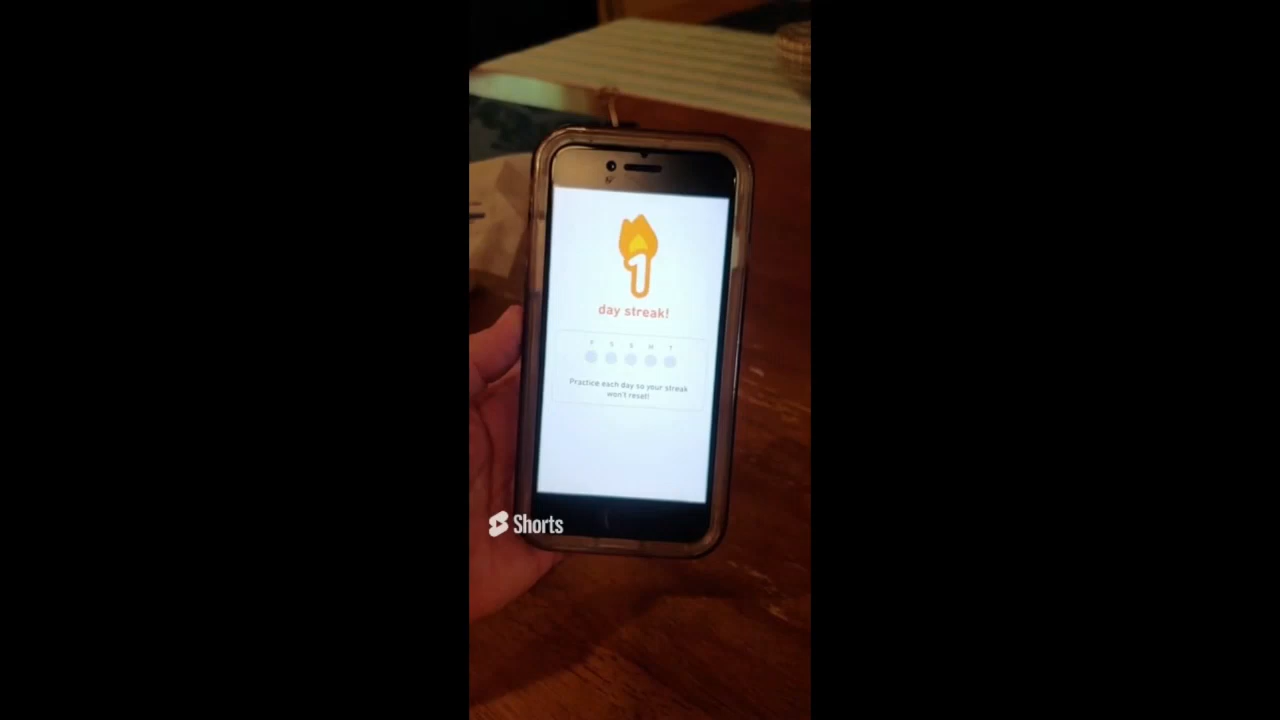 1
day streak!
F S S M T
Practice each day so your streak
won't reset!
Shorts